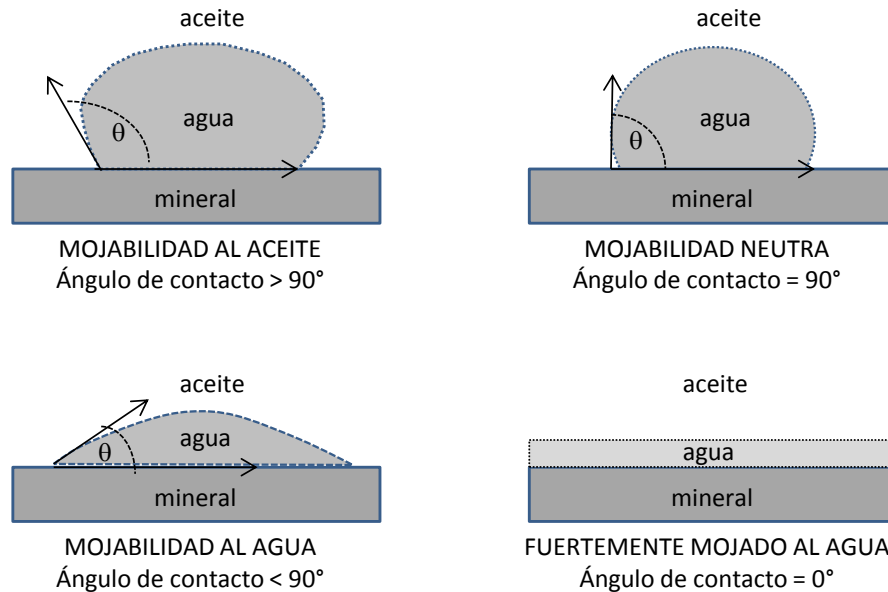 aceite
agua
θ
mineral
MOJABILIDAD AL ACEITE
Ángulo de contacto > 90°
aceite
agua
θ
mineral
MOJABILIDAD NEUTRA
Ángulo de contacto = 90°
aceite
agua
θ
mineral
MOJABILIDAD AL AGUA
Ángulo de contacto < 90°
aceite
agua
mineral
FUERTEMENTE MOJADO AL AGUA
Ángulo de contacto = 0°